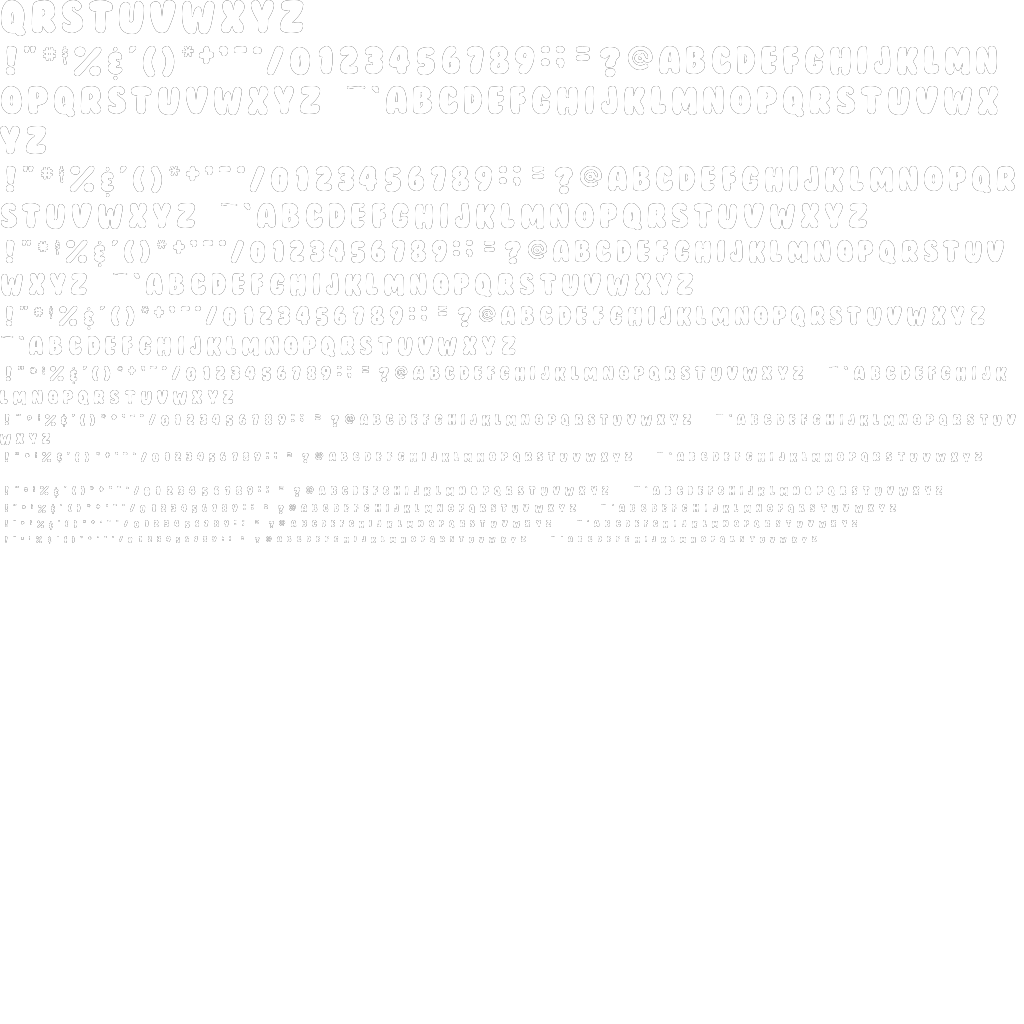 QRSTUVWXYZ
!"*!%¢'()*+'-·/0123456789:; = ?@ABCDEFGHIJKLMN
OPQRSTUVWXYZ —`ABCDEFGHIJKLMNOPQRSTUVWX
YZ
!"*!%¢'()*+'-·/0123456789:; = ?@ABCDEFGHIJKLMNOPQR
STUVWXYZ —`ABCDEFGHIJKLMNOPQRSTUVWXYZ
!"*!%¢'()*+'-·/0123456789:; = ?@ABCDEFGHIJKLMNOPQRSTUV
WXYZ —`ABCDEFGHIJKLMNOPQRSTUVWXYZ
!"*!%¢'()*+'-·/0123456789:; = ?@ABCDEFGHIJKLMNOPQRSTUVWXYZ
—`ABCDEFGHIJKLMNOPQRSTUVWXYZ
!"*!%¢'()*+'-·/0123456789:; = ?@ABCDEFGHIJKLMNOPQRSTUVWXYZ —`ABCDEFGHIJK
LMNOPQRSTUVWXYZ
!"*!%¢'()*+'-·/0123456789:; = ?@ABCDEFGHIJKLMNOPQRSTUVWXYZ —`ABCDEFGHIJKLMNOPQRSTUV
WXYZ
!"*!%¢'()*+'-·/0123456789:; = ?@ABCDEFGHIJKLMNOPQRSTUVWXYZ —`ABCDEFGHIJKLMNOPQRSTUVWXYZ
!"*!%¢'()*+'-·/0123456789:; = ?@ABCDEFGHIJKLMNOPQRSTUVWXYZ —`ABCDEFGHIJKLMNOPQRSTUVWXYZ
!"*!%¢'()*+'-·/0123456789:; = ?@ABCDEFGHIJKLMNOPQRSTUVWXYZ —`ABCDEFGHIJKLMNOPQRSTUVWXYZ
!"*!%¢'()*+'-·/0123456789:; = ?@ABCDEFGHIJKLMNOPQRSTUVWXYZ —`ABCDEFGHIJKLMNOPQRSTUVWXYZ
!"*!%¢'()*+'-·/0123456789:; = ?@ABCDEFGHIJKLMNOPQRSTUVWXYZ —`ABCDEFGHIJKLMNOPQRSTUVWXYZ